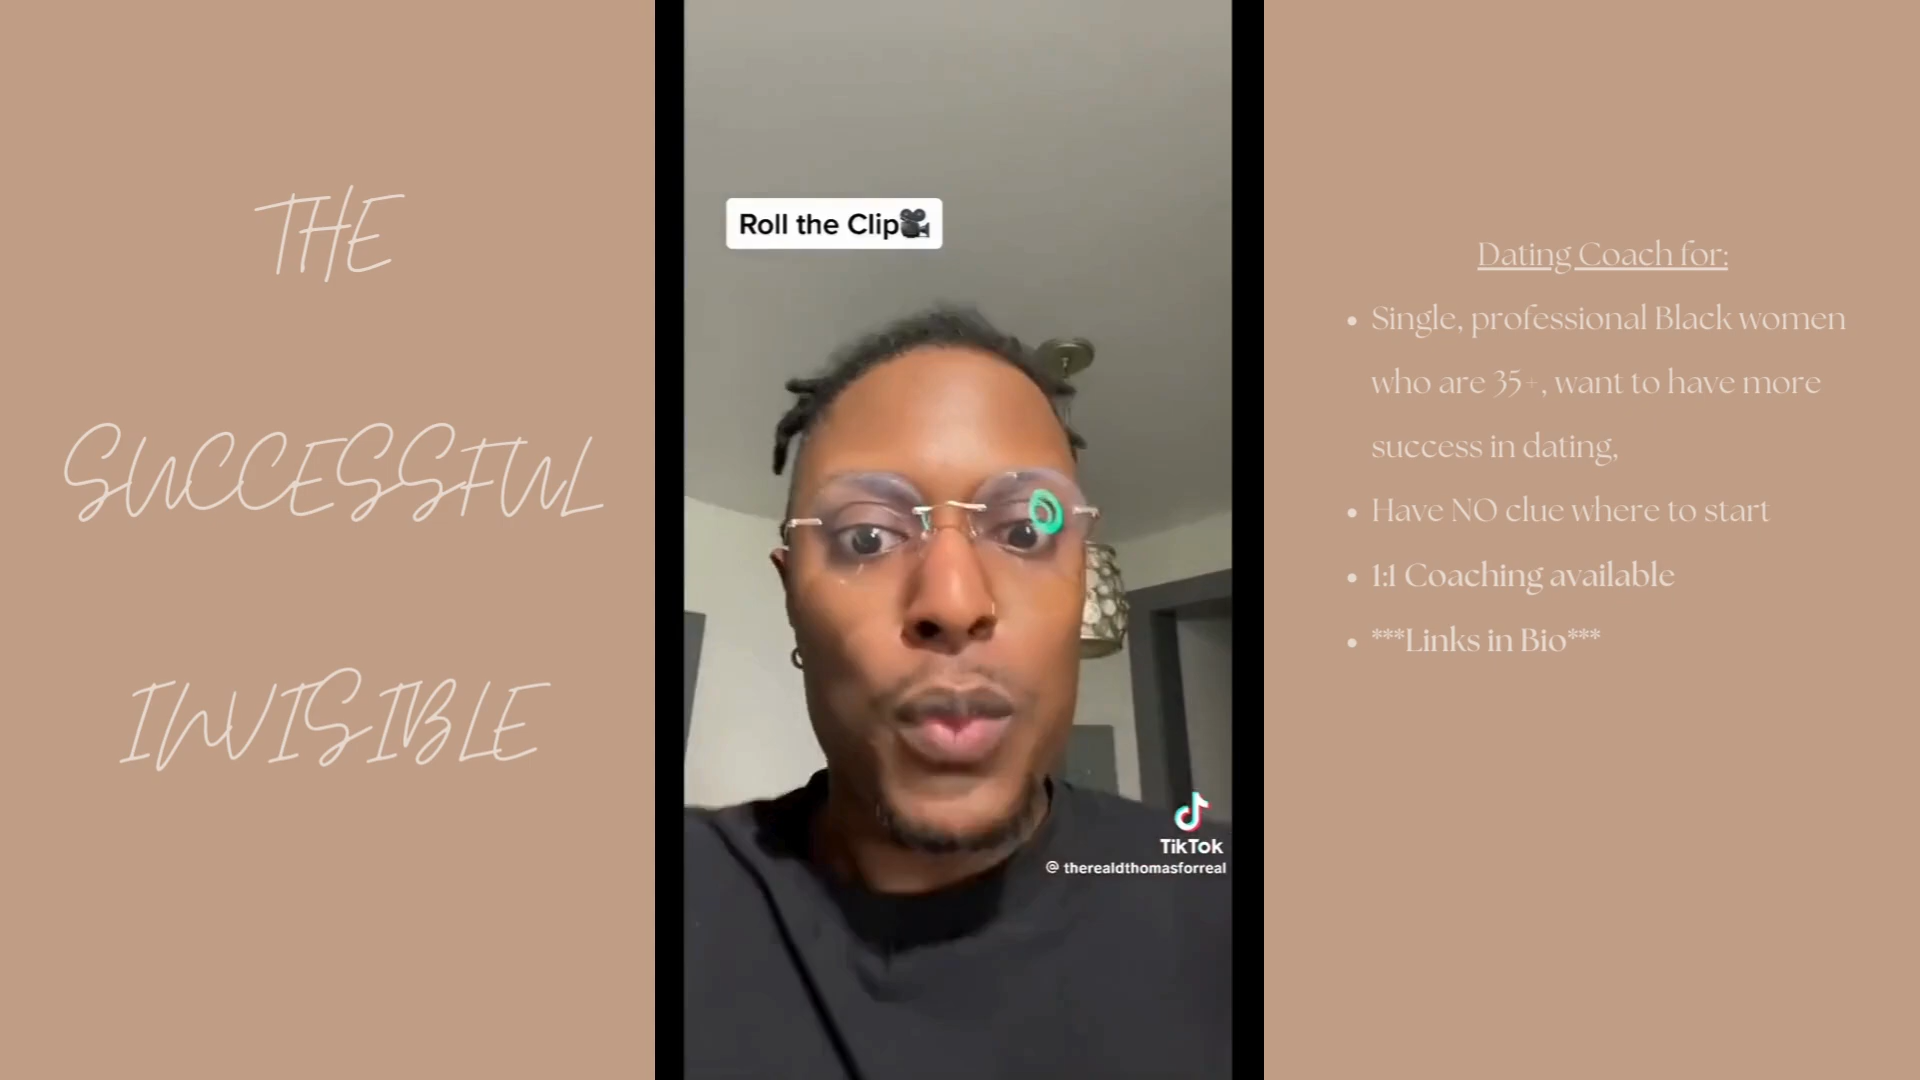 THE
SUCCESSFUL
INVISIBLE
Roll the Clip🎥
TikTok
@ therealdthomasforreal
Dating Coach for:
• Single, professional Black women
who are 35+, want to have more
success in dating,
• Have NO clue where to start
• 1:1 Coaching available
• ***Links in Bio***